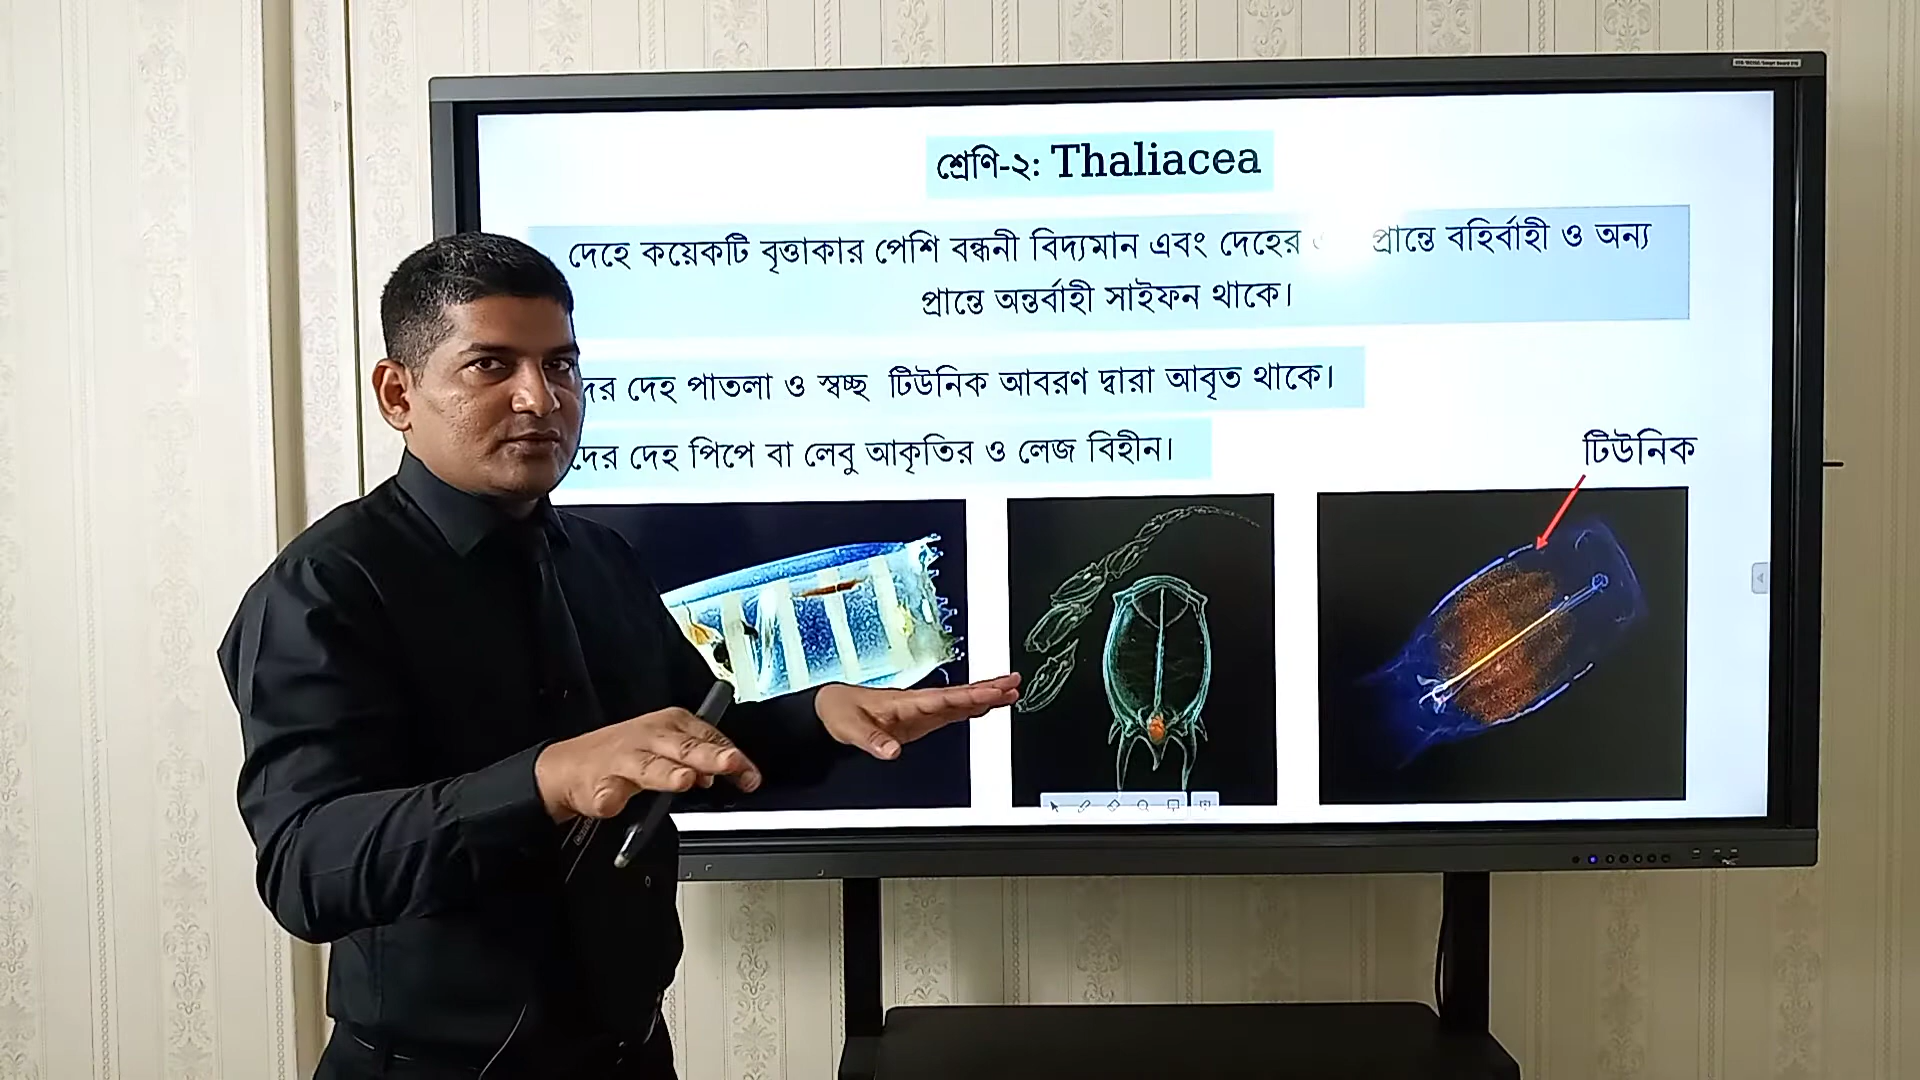 শ্রেণি-২: Thaliacea
দেহে কয়েকটি বৃত্তাকার পেশি বন্ধনী বিদ্যমান এবং দেহের প্রান্তে বহির্বাহী ও অন্য
প্রান্তে অন্তর্বাহী সাইফন থাকে।
দের দেহ পাতলা ও স্বচ্ছ টিউনিক আবরণ দ্বারা আবৃত থাকে।
দের দেহ পিপে বা লেবু আকৃতির ও লেজ বিহীন।
টিউনিক